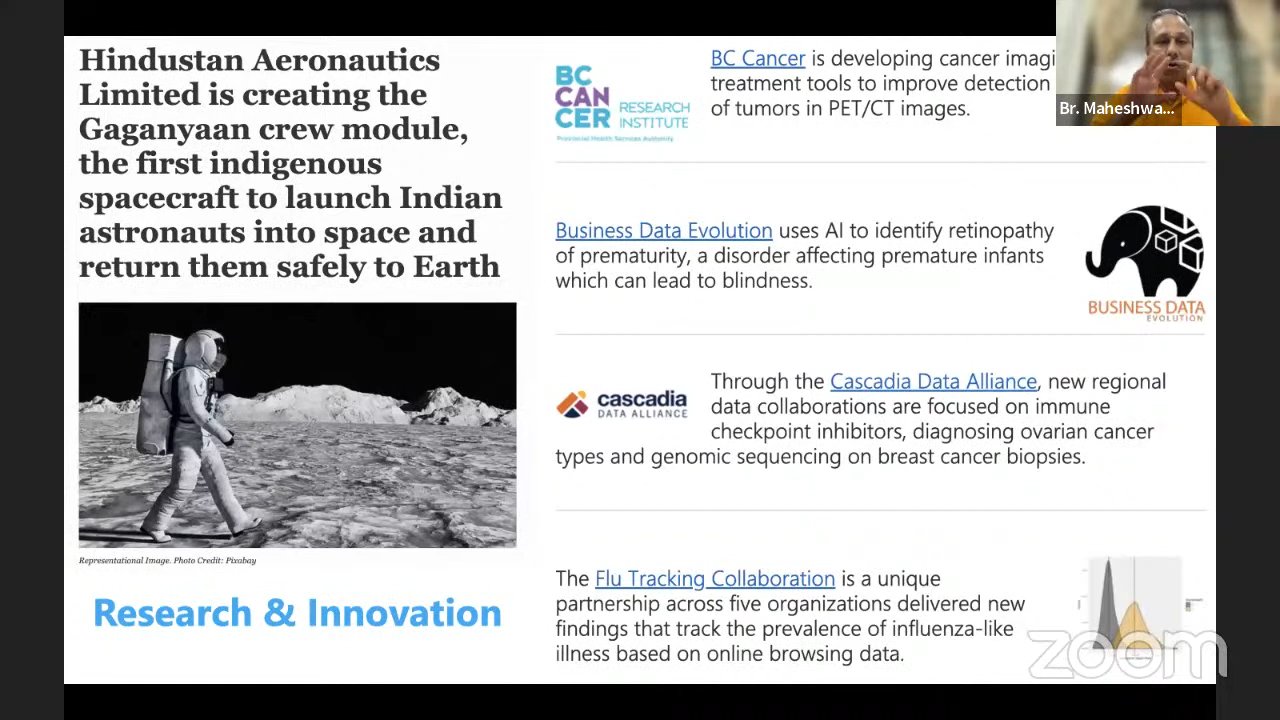 Hindustan Aeronautics
Limited is creating the
Gaganyaan crew module,
the first indigenous
spacecraft to launch Indian
astronauts into space and
return them safely to Earth
Representational Image. Photo Credit: Pixabay
Research & Innovation
BC
CAN
CER
RESEARCH
INSTITUTE
Provincial Health Services Authority
BC Cancer is developing cancer imagi
treatment tools to improve detection
of tumors in PET/CT images.
Business Data Evolution uses AI to identify retinopathy
of prematurity, a disorder affecting premature infants
which can lead to blindness.
BUSINESS DATA
EVOLUTION
cascadia
DATA ALLIANCE
Through the Cascadia Data Alliance, new regional
data collaborations are focused on immune
checkpoint inhibitors, diagnosing ovarian cancer
types and genomic sequencing on breast cancer biopsies.
The Flu Tracking Collaboration is a unique
partnership across five organizations delivered new
findings that track the prevalence of influenza-like
illness based on online browsing data.
Br. Maheshwa...
zoom